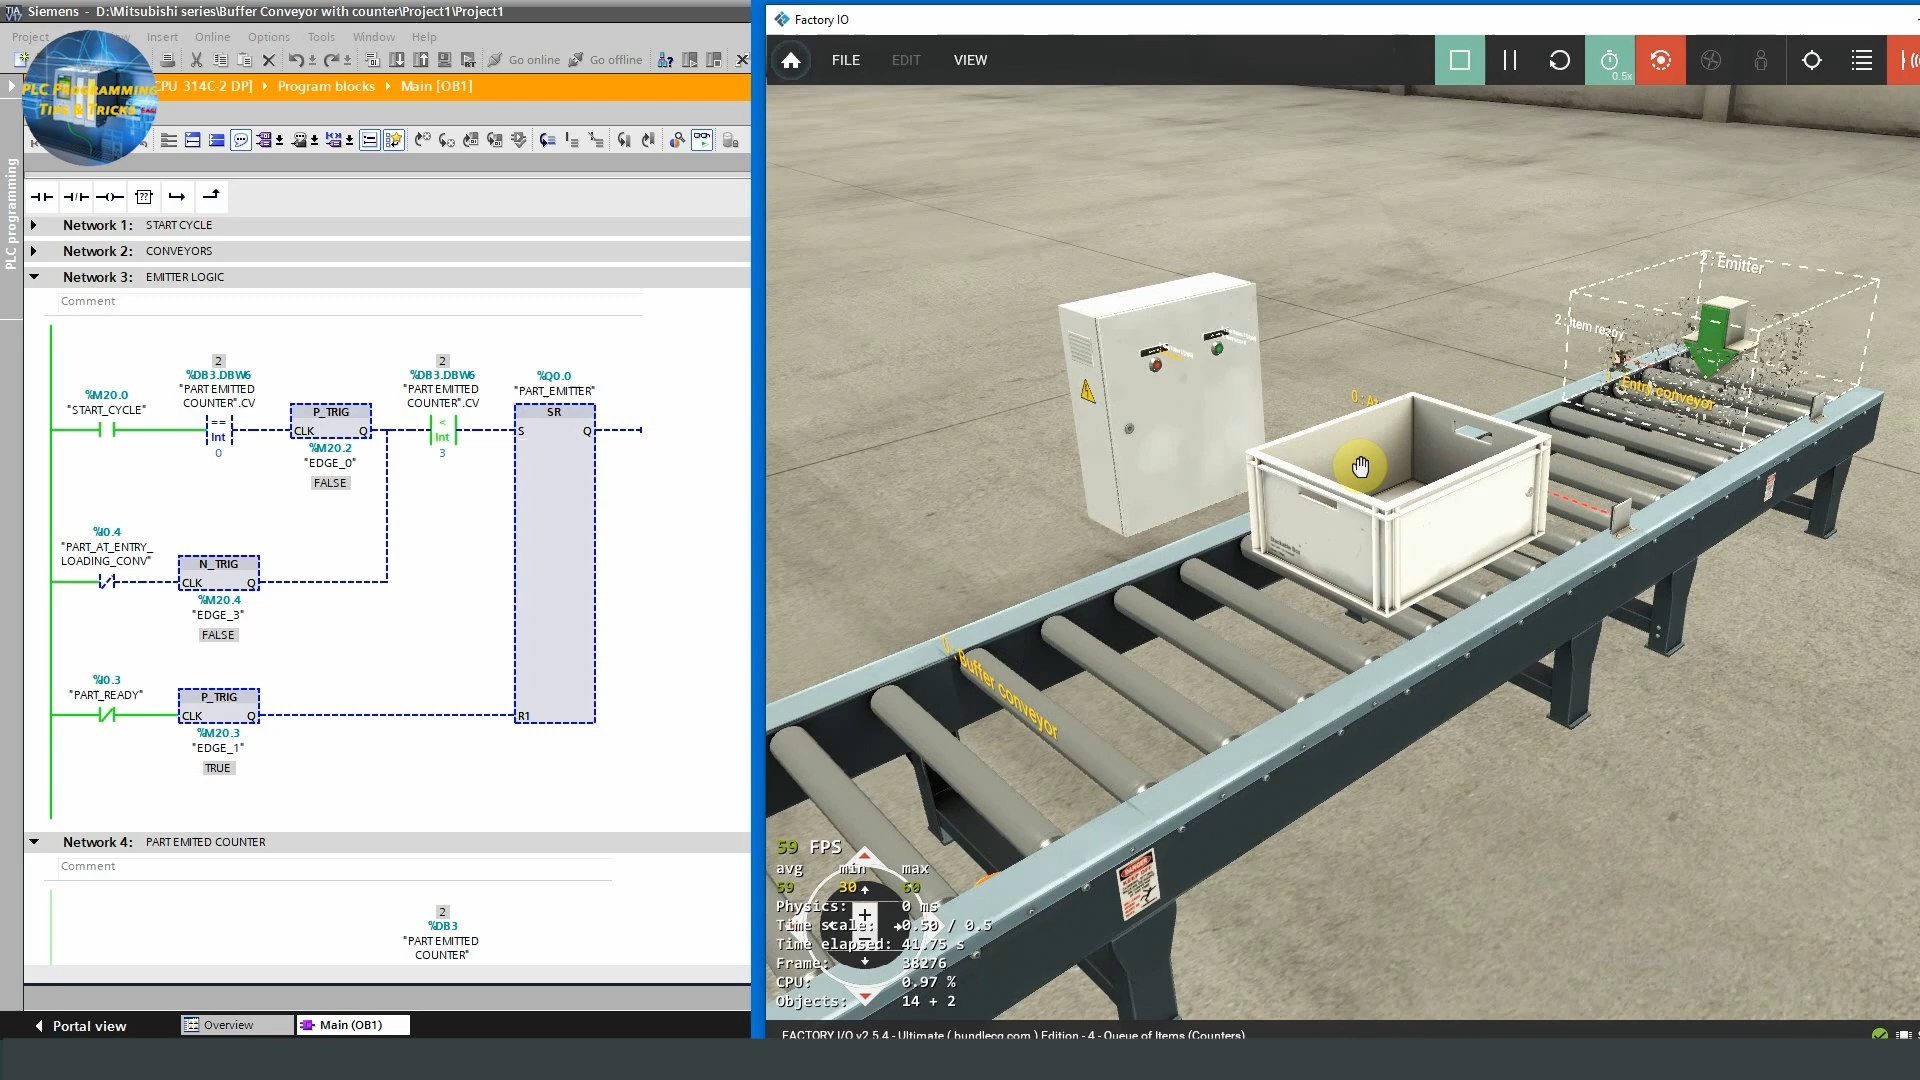 Siemens - D:\Mitsubishi series\Buffer Conveyor with counter\Project1\Project1
Project
Insert Online Options Tools Window Help
Go online Go offline
PLC PROGRAMMING
TIPS & TRICKS
CPU 314C-2 DP] Program blocks Main [OB1]
PLC programming
Network 1: START CYCLE
Network 2: CONVEYORS
Network 3: EMITTER LOGIC
Comment
2
%DB3.DBW6
"PART EMITTED
COUNTER".CV
2
%DB3.DBW6
"PART EMITTED
COUNTER".CV
%Q0.0
"PART_EMITTER"
%M20.0
"START_CYCLE"
==
Int
0
P_TRIG
CLK Q
%M20.2
"EDGE_0"
FALSE
<
Int
3
SR
S Q
R1
%I0.4
"PART_AT_ENTRY_
LOADING_CONV"
N_TRIG
CLK Q
%M20.4
"EDGE_3"
FALSE
%I0.3
"PART_READY"
P_TRIG
CLK Q
%M20.3
"EDGE_1"
TRUE
Network 4: PART EMITED COUNTER
Comment
2
%DB3
"PART EMITTED
COUNTER"
Portal view Overview Main (OB1)
Factory IO
FILE EDIT VIEW
0.5x
2 : Emitter
2 : Item ready
Entry conveyor
0 : Buffer conveyor
DANGER
59 FPS
avg min max
59 30 60
Physics: 0 ms
Time scale: 0.50 / 0.5
Time elapsed: 41.75 s
Frame: 38276
CPU: 0.97 %
Objects: 14 + 2
FACTORY I/O v2.5.4 - Ultimate ( bundlecg.com ) Edition - 4 - Queue of Items (Counters)